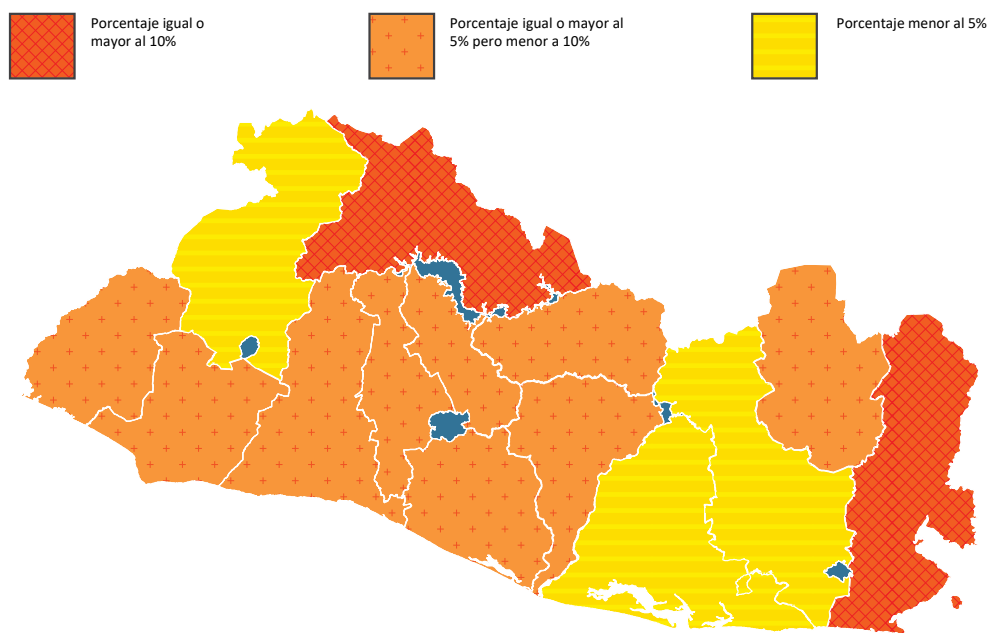 Porcentaje igual o
mayor al 10%
Porcentaje igual o mayor al
5% pero menor a 10%
Porcentaje menor al 5%